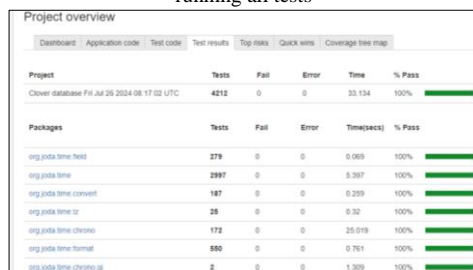 running all tests
Project overview
Dashboard Application code Test code Test results Top risks Quick wins Coverage tree map
Project Tests Fail Error Time % Pass
Clover database Fri Jul 26 2024 08:17:02 UTC 4212 0 0 33.134 100%
Packages Tests Fail Error Time(secs) % Pass
org.joda.time.field 279 0 0 0.069 100%
org.joda.time 2997 0 0 5.397 100%
org.joda.time.convert 187 0 0 0.259 100%
org.joda.time.tz 25 0 0 0.32 100%
org.joda.time.chrono 172 0 0 25.019 100%
org.joda.time.format 550 0 0 0.761 100%
org.joda.time.chrono.gj 2 0 0 1.309 100%